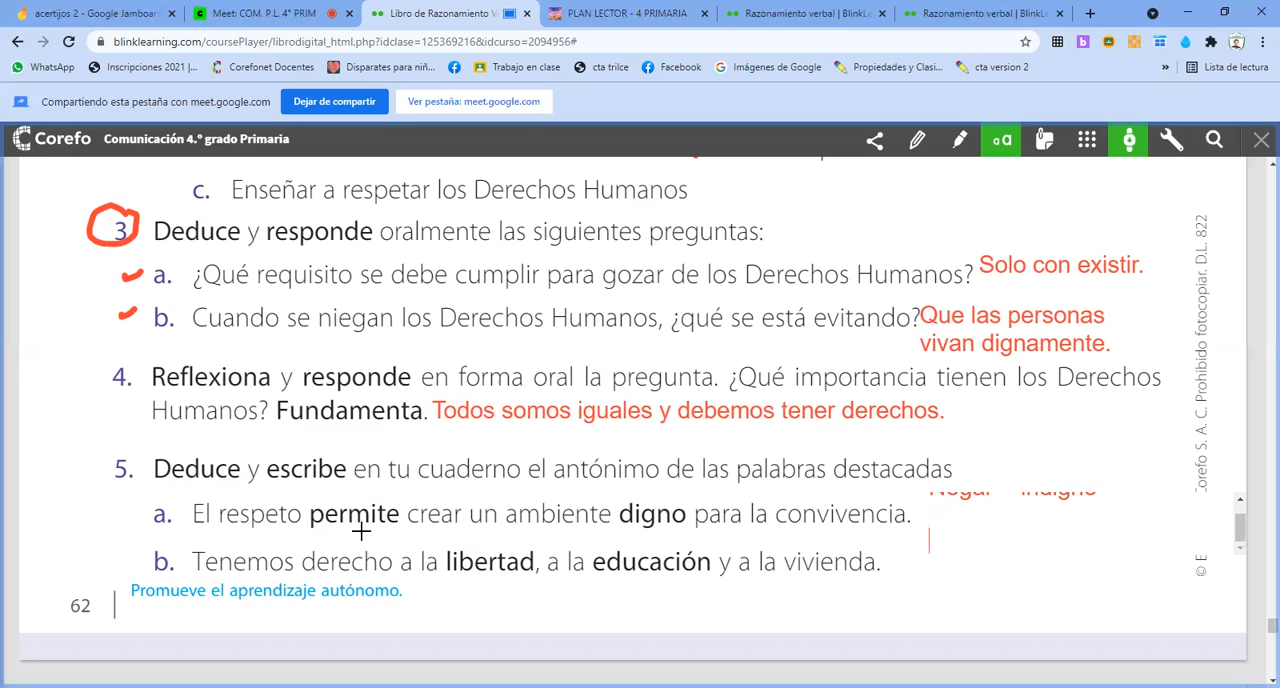 acertijos 2 - Google Jamboard
Meet: COM. P.L. 4° PRIM
Libro de Razonamiento V
PLAN LECTOR - 4 PRIMARIA
Razonamiento verbal | BlinkLe
Razonamiento verbal | BlinkLe
blinklearning.com/coursePlayer/librodigital_html.php?idclase=125369216&idcurso=2094956#
WhatsApp
Inscripciones 2021 |...
Corefonet Docentes
Disparates para niñ...
Trabajo en clase
cta trilce
Facebook
Imágenes de Google
Propiedades y Clasi...
cta version 2
»
Lista de lectura
Compartiendo esta pestaña con meet.google.com
Dejar de compartir
Ver pestaña: meet.google.com
Corefo Comunicación 4.º grado Primaria
aA
c. Enseñar a respetar los Derechos Humanos
3 Deduce y responde oralmente las siguientes preguntas:
a. ¿Qué requisito se debe cumplir para gozar de los Derechos Humanos? Solo con existir.
b. Cuando se niegan los Derechos Humanos, ¿qué se está evitando? Que las personas
vivan dignamente.
4. Reflexiona y responde en forma oral la pregunta. ¿Qué importancia tienen los Derechos
Humanos? Fundamenta. Todos somos iguales y debemos tener derechos.
5. Deduce y escribe en tu cuaderno el antónimo de las palabras destacadas
a. El respeto permite crear un ambiente digno para la convivencia.
b. Tenemos derecho a la libertad, a la educación y a la vivienda.
Promueve el aprendizaje autónomo.
62
© E
Corefo S. A. C. Prohibido fotocopiar. D.L. 822